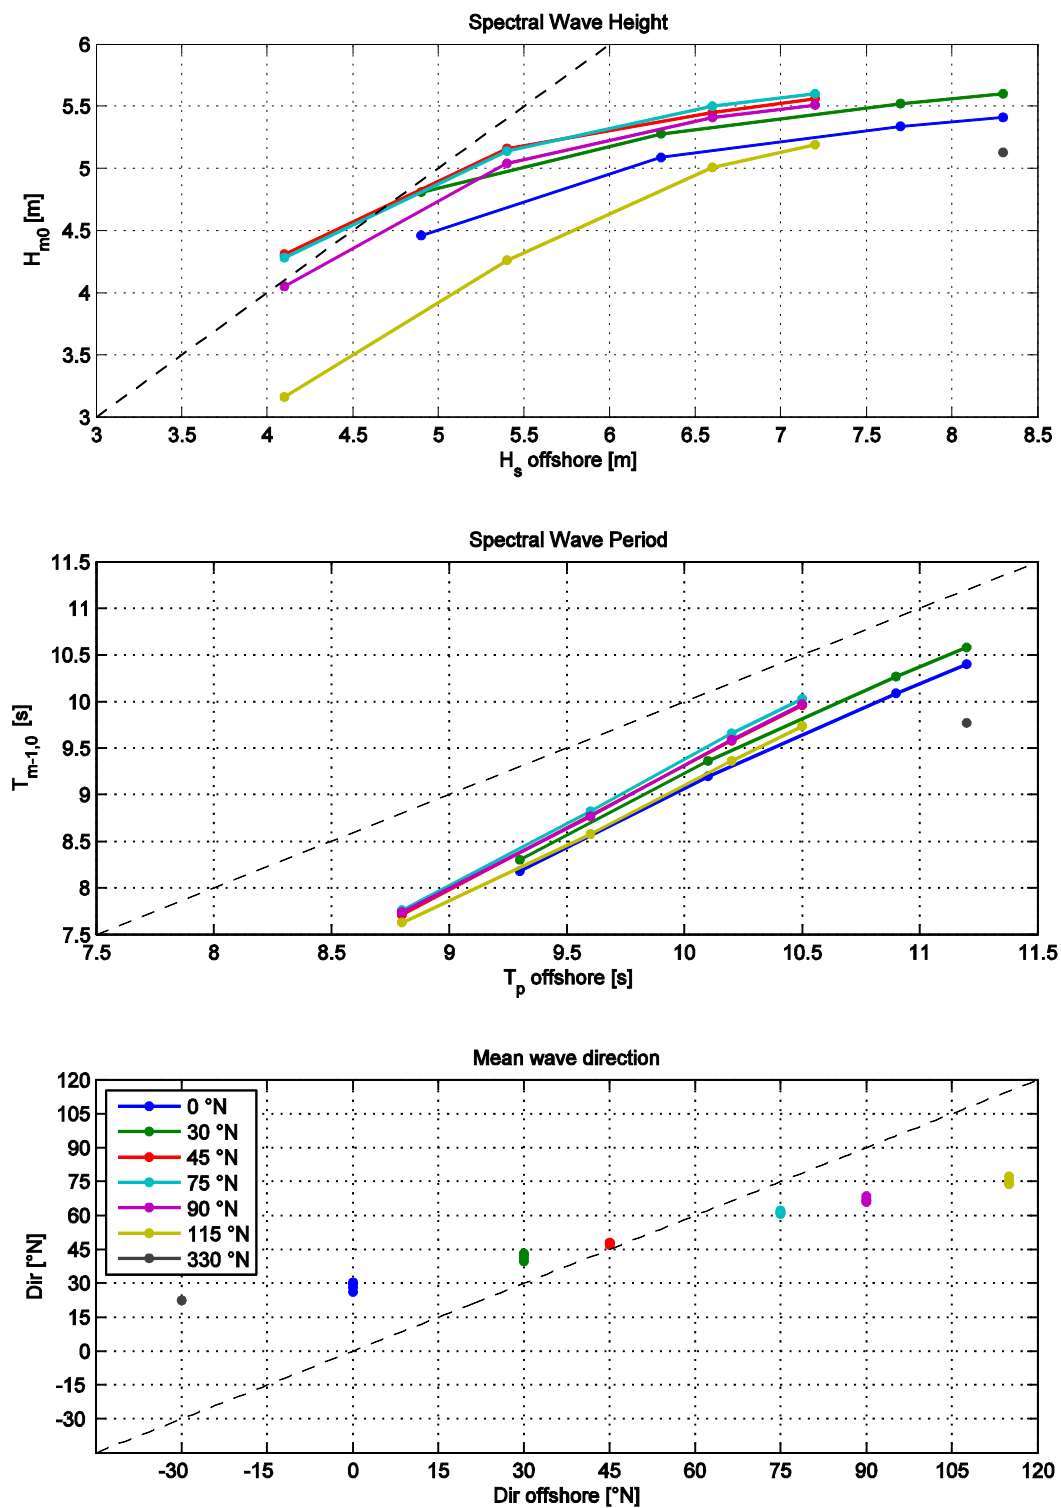 Spectral Wave Height
6
5.5
5
4.5
4
3.5
3
H_m0 [m]
3 3.5 4 4.5 5 5.5 6 6.5 7 7.5 8 8.5
H_s offshore [m]
Spectral Wave Period
11.5
11
10.5
10
9.5
9
8.5
8
7.5
T_m-1,0 [s]
7.5 8 8.5 9 9.5 10 10.5 11 11.5
T_p offshore [s]
Mean wave direction
120
105
90
75
60
45
30
15
0
-15
-30
Dir [°N]
0 °N
30 °N
45 °N
75 °N
90 °N
115 °N
330 °N
-30 -15 0 15 30 45 60 75 90 105 120
Dir offshore [°N]